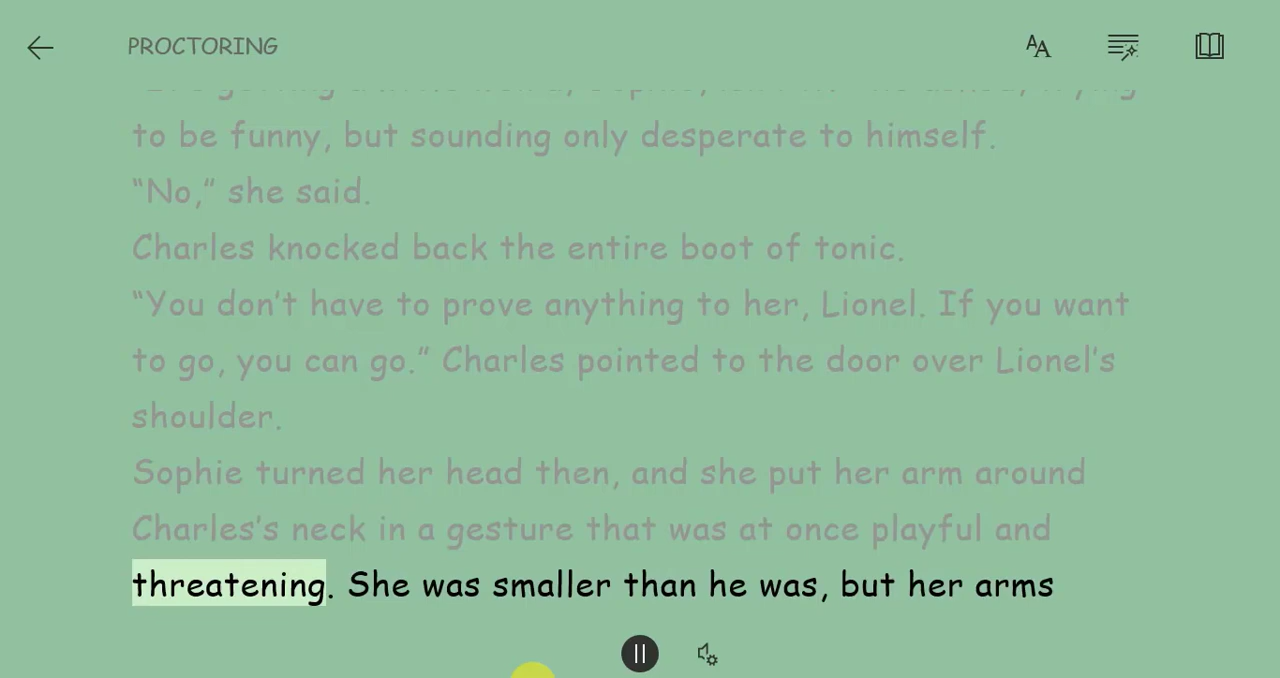 PROCTORING
to be funny, but sounding only desperate to himself.
“No,” she said.
Charles knocked back the entire boot of tonic.
“You don’t have to prove anything to her, Lionel. If you want
to go, you can go.” Charles pointed to the door over Lionel’s
shoulder.
Sophie turned her head then, and she put her arm around
Charles’s neck in a gesture that was at once playful and
threatening. She was smaller than he was, but her arms